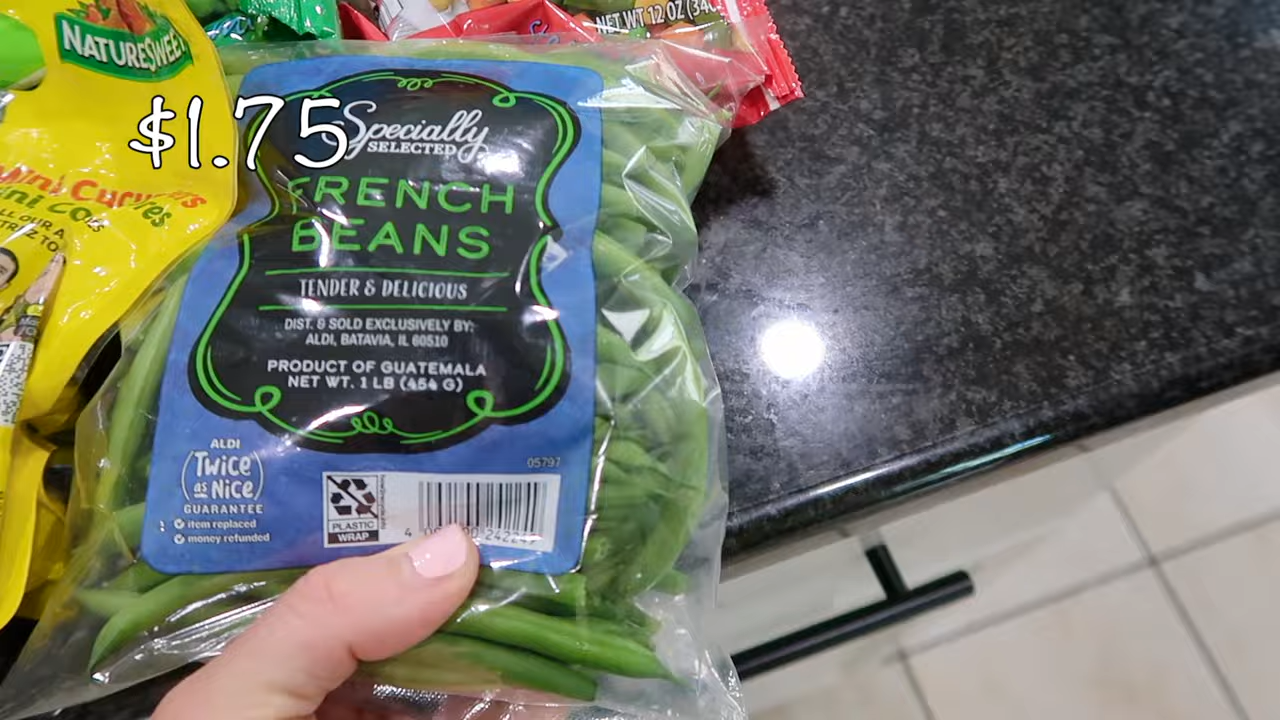 NATURESWEET
NET WT 12 OZ (340
$1.75
Specially
SELECTED
FRENCH
BEANS
TENDER & DELICIOUS
DIST. & SOLD EXCLUSIVELY BY:
ALDI, BATAVIA, IL 60510
PRODUCT OF GUATEMALA
NET WT. 1 LB (454 G)
ALDI
Twice
as Nice
GUARANTEE
item replaced
money refunded
05797
PLASTIC
WRAP